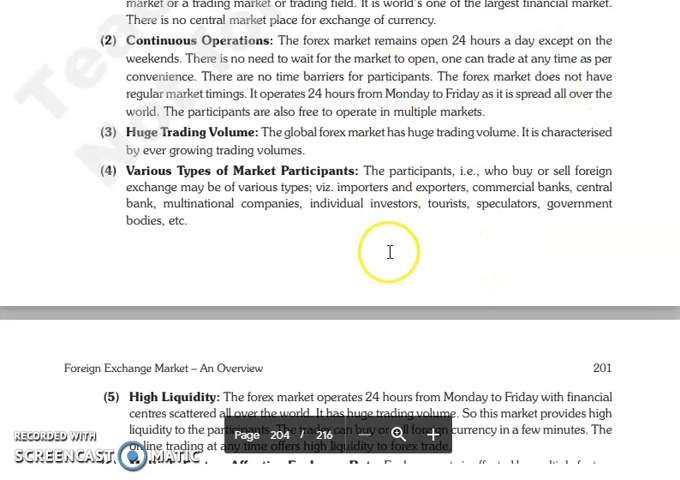 market or a trading market or trading field. It is world's one of the largest financial market.
There is no central market place for exchange of currency.
(2) Continuous Operations: The forex market remains open 24 hours a day except on the
weekends. There is no need to wait for the market to open, one can trade at any time as per
convenience. There are no time barriers for participants. The forex market does not have
regular market timings. It operates 24 hours from Monday to Friday as it is spread all over the
world. The participants are also free to operate in multiple markets.
(3) Huge Trading Volume: The global forex market has huge trading volume. It is characterised
by ever growing trading volumes.
(4) Various Types of Market Participants: The participants, i.e., who buy or sell foreign
exchange may be of various types; viz. importers and exporters, commercial banks, central
bank, multinational companies, individual investors, tourists, speculators, government
bodies, etc.
Foreign Exchange Market – An Overview 201
(5) High Liquidity: The forex market operates 24 hours from Monday to Friday with financial
centres scattered all over the world. It has huge trading volume. So this market provides high
liquidity to the participants. The trader can buy or sell foreign currency in a few minutes. The
online trading at any time offers high liquidity to forex trade.
Page 204 / 216
RECORDED WITH
SCREENCAST MATIC